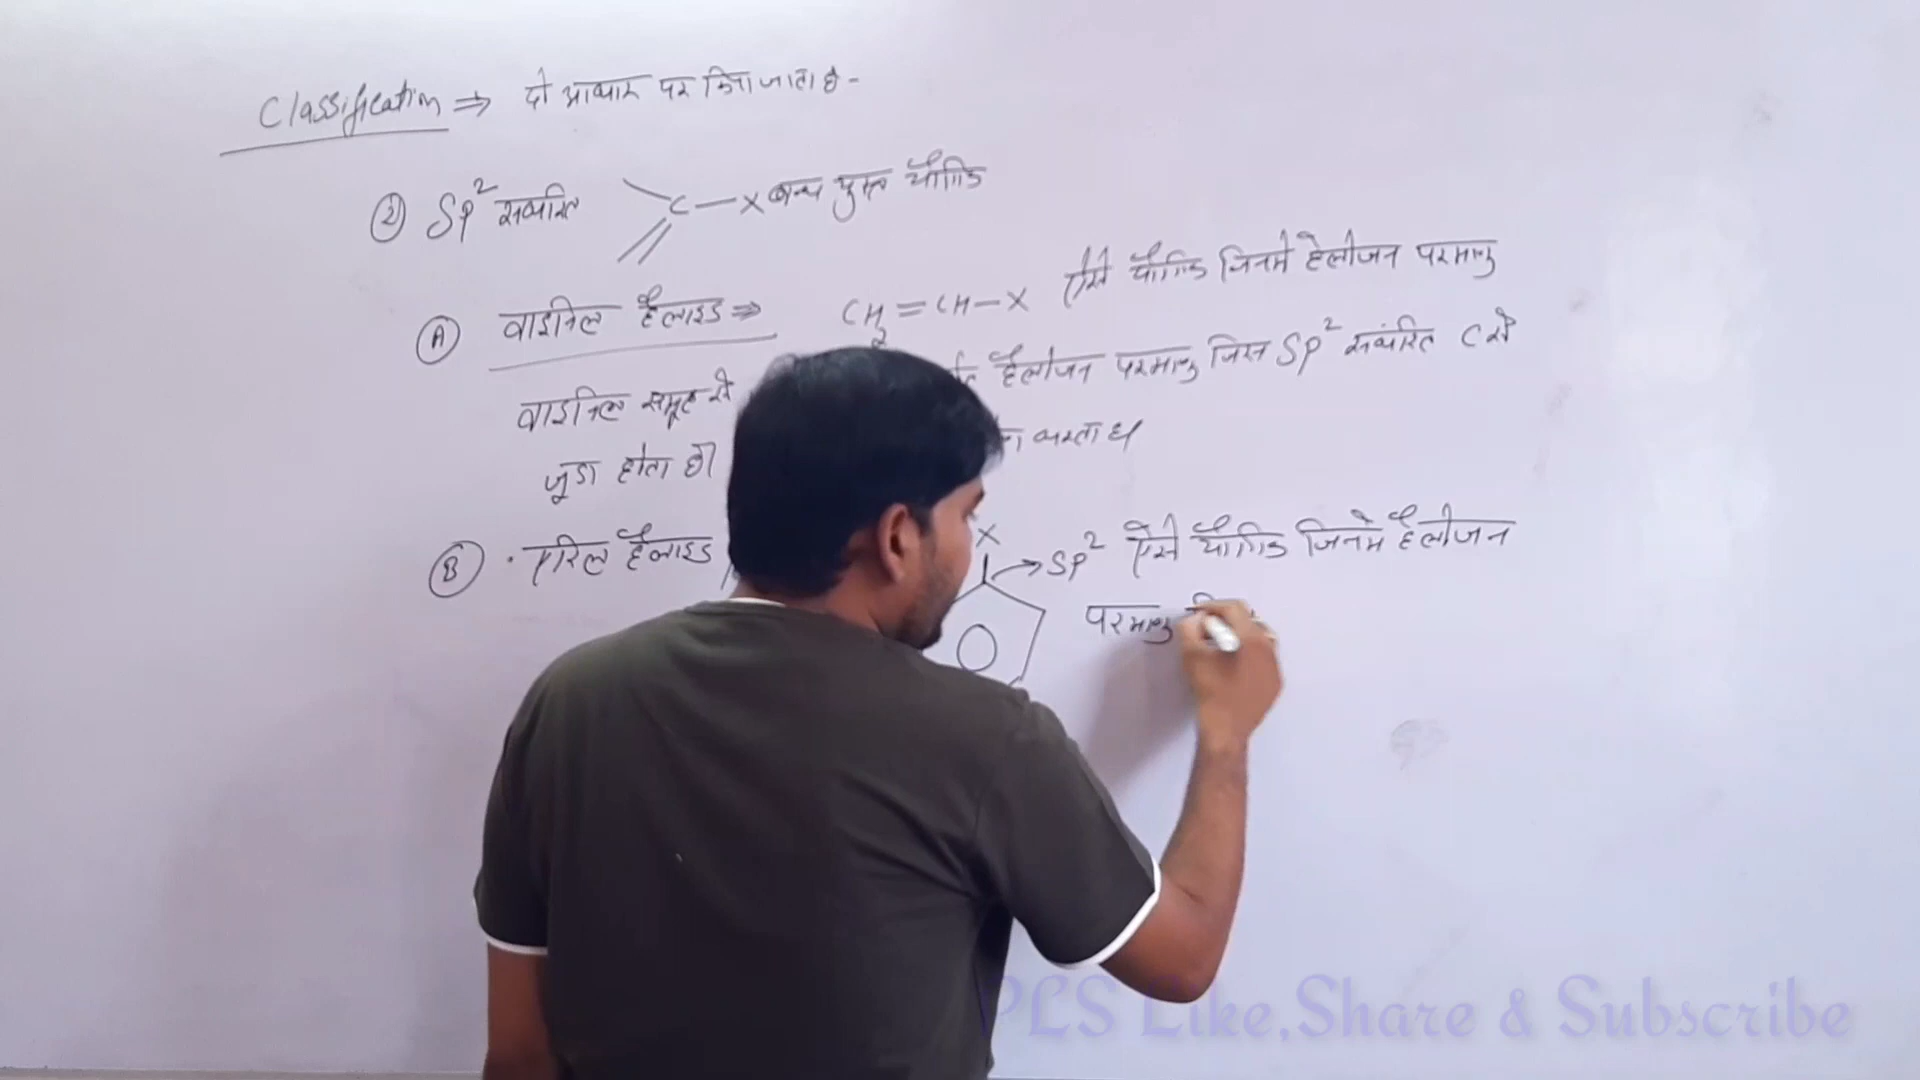 Classification ⇒ दो आधार पर किया जाता है -
② SP² संकरित C — X बन्ध युक्त यौगिक
Ⓐ वाइनिल हैलाइड ⇒ CH₂ = CH — X ऐसे यौगिक जिनमे हैलोजन परमाणु
वाइनिल समूह से हैलोजन परमाणु जिस SP² संकरित C से
जुडा होता है। करता है।
X
Ⓑ एरिल हैलाइड → SP² ऐसे यौगिक जिनमे हैलोजन
परमाणु
PLS Like,Share & Subscribe